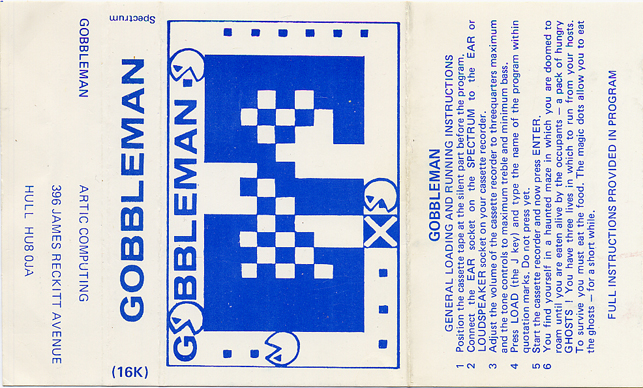 GOBBLEMAN
ARTIC COMPUTING
396 JAMES RECKITT AVENUE
HULL HU8 0JA
Spectrum
GOBBLEMAN
(16K)
GOBBLEMAN
GOBBLEMAN
GENERAL LOADING AND RUNNING INSTRUCTIONS
1 Position the cassette tape at the silent part before the program.
2 Connect the EAR socket on the SPECTRUM to the EAR or
LOUDSPEAKER socket on your cassette recorder.
3 Adjust the volume of the cassette recorder to threequarters maximum
and the tone controls to maximum treble and minimum bass.
4 Press LOAD (the J key) and type the name of the program within
quotation marks. Do not press yet.
5 Start the cassette recorder and now press ENTER.
6 You find yourself in a haunted maze in which you are doomed to
roam until you are eaten alive by the occupants — a pack of hungry
GHOSTS ! You have three lives in which to run from your hosts.
To survive you must eat the food. The magic dots allow you to eat
the ghosts — for a short while.
FULL INSTRUCTIONS PROVIDED IN PROGRAM